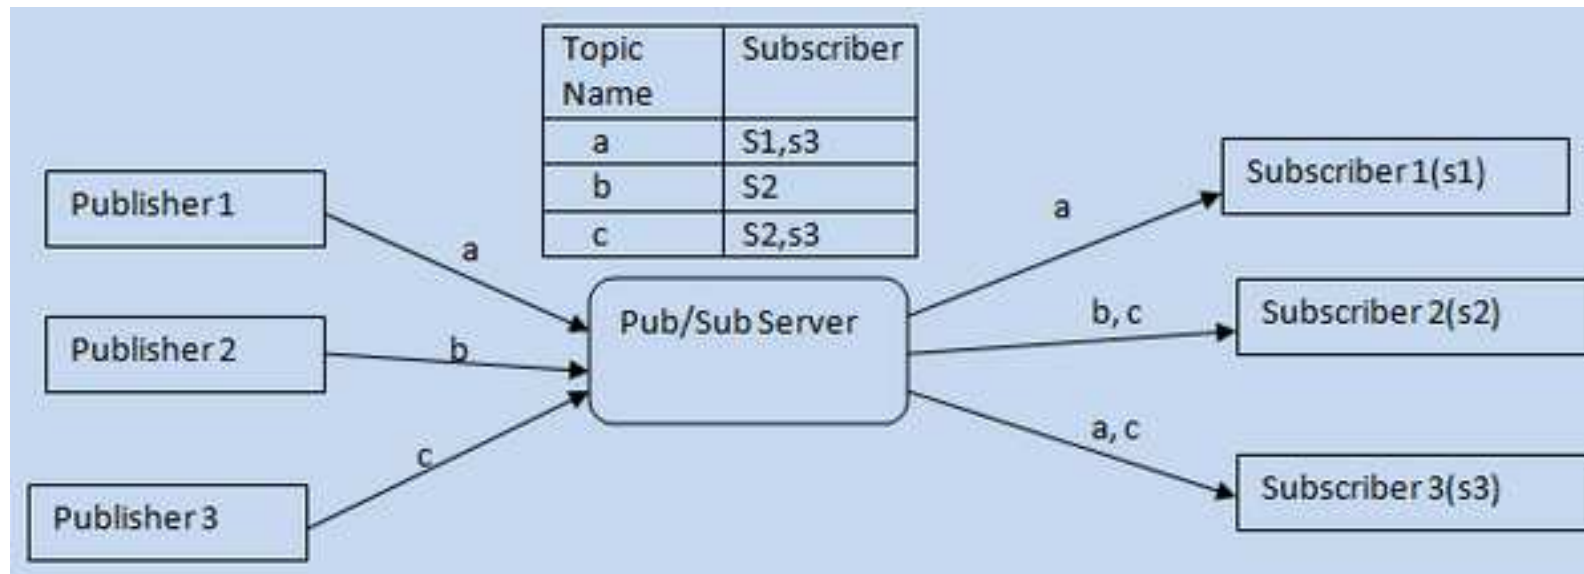 Topic Name Subscriber
a S1,s3
b S2
c S2,s3
Publisher 1
a
Publisher 2
b
Publisher 3
c
Pub/Sub Server
a
Subscriber 1(s1)
b, c
Subscriber 2(s2)
a, c
Subscriber 3(s3)